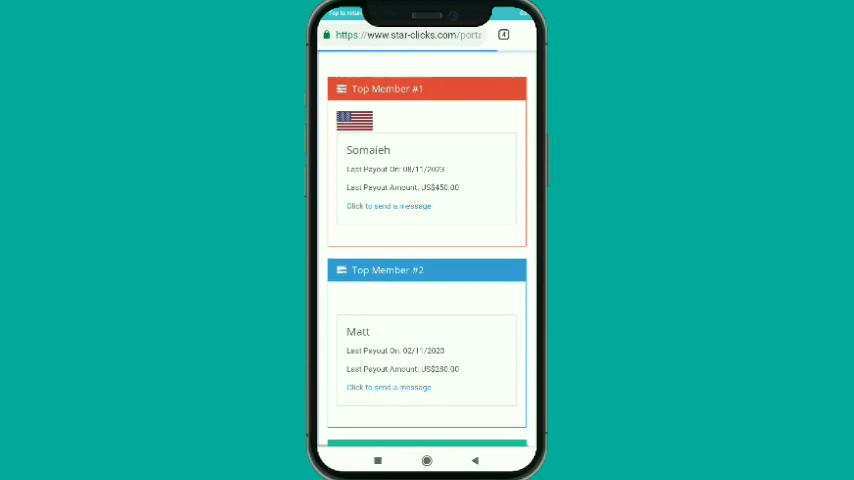 https://www.star-clicks.com/porta
4
Top Member #1
Somaieh
Last Payout On: 08/11/2023
Last Payout Amount: US$450.00
Click to send a message
Top Member #2
Matt
Last Payout On: 02/11/2023
Last Payout Amount: US$280.00
Click to send a message